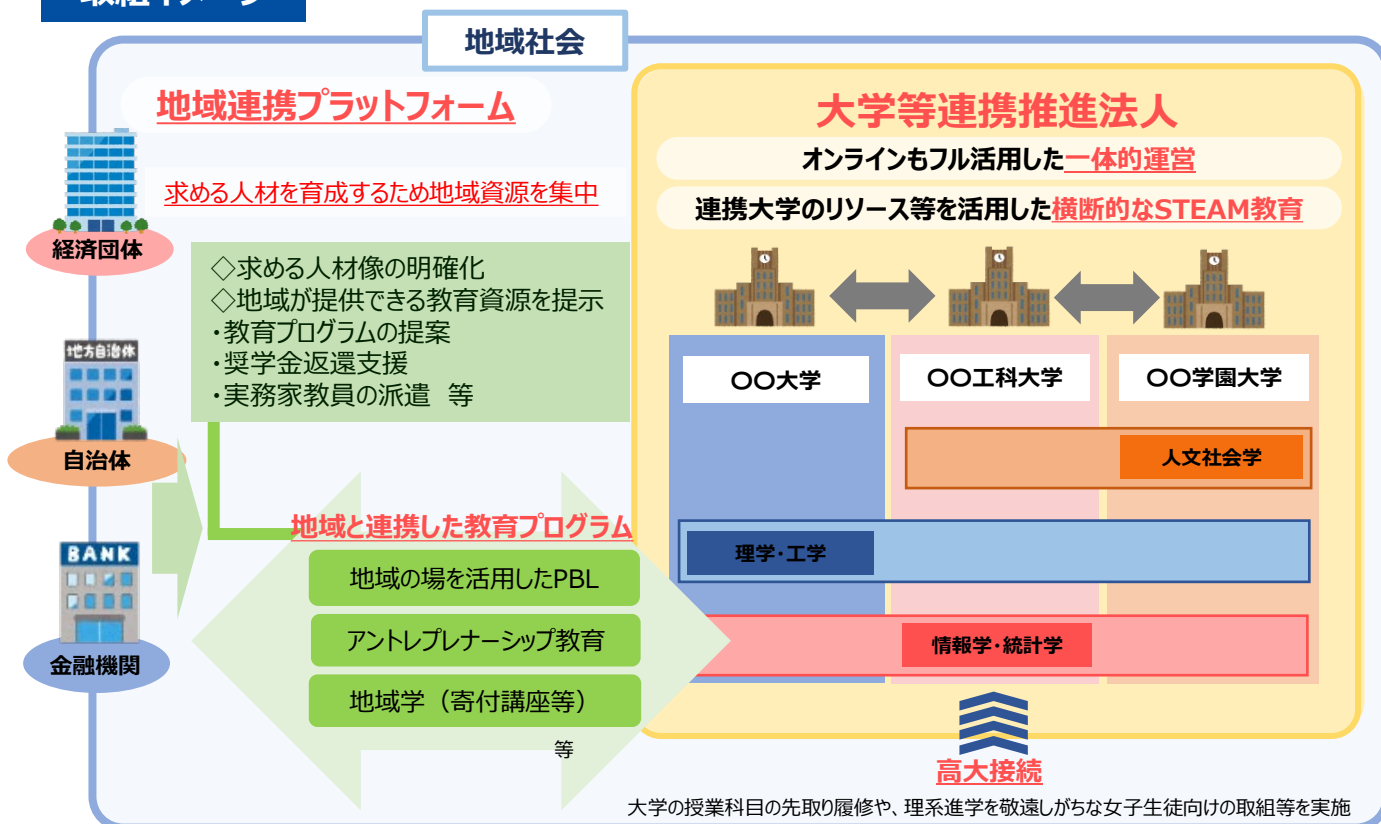 取組イメージ
地域社会
地域連携プラットフォーム
求める人材を育成するため地域資源を集中
経済団体
◇求める人材像の明確化
◇地域が提供できる教育資源を提示
・教育プログラムの提案
・奨学金返還支援
・実務家教員の派遣 等
地方自治体
自治体
BANK
金融機関
地域と連携した教育プログラム
地域の場を活用したPBL
アントレプレナーシップ教育
地域学（寄付講座等）
等
大学等連携推進法人
オンラインもフル活用した一体的運営
連携大学のリソース等を活用した横断的なSTEAM教育
〇〇大学
〇〇工科大学
〇〇学園大学
人文社会学
理学・工学
情報学・統計学
高大接続
大学の授業科目の先取り履修や、理系進学を敬遠しがちな女子生徒向けの取組等を実施